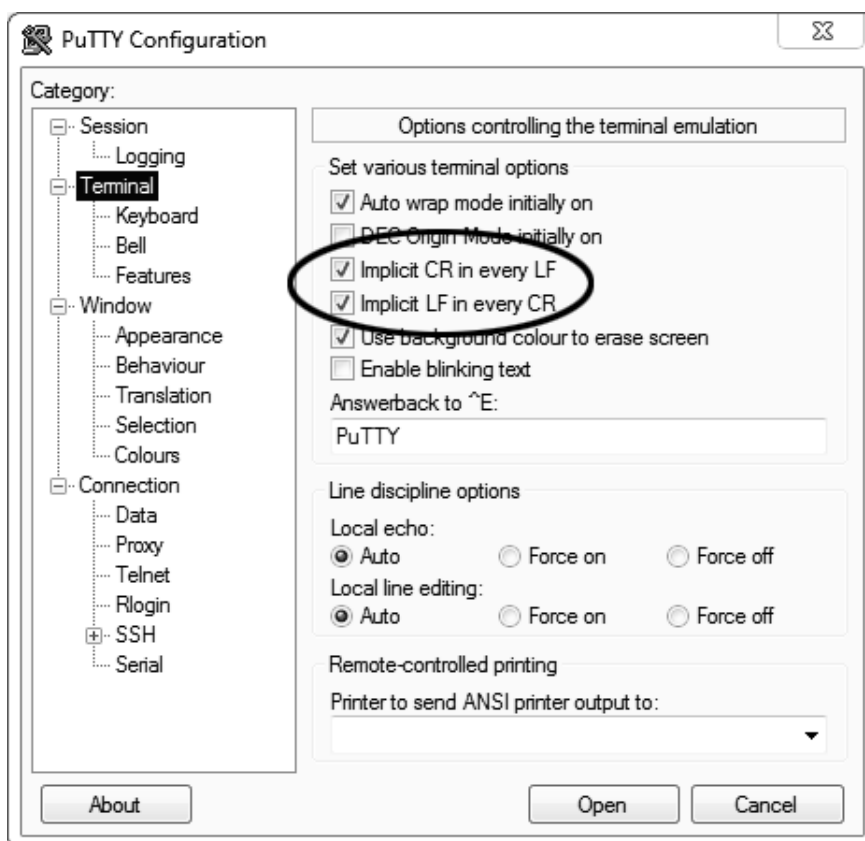 PuTTY Configuration
Category:
Session
Logging
Terminal
Keyboard
Bell
Features
Window
Appearance
Behaviour
Translation
Selection
Colours
Connection
Data
Proxy
Telnet
Rlogin
SSH
Serial
Options controlling the terminal emulation
Set various terminal options
Auto wrap mode initially on
DEC Origin Mode initially on
Implicit CR in every LF
Implicit LF in every CR
Use background colour to erase screen
Enable blinking text
Answerback to ^E:
PuTTY
Line discipline options
Local echo:
Auto Force on Force off
Local line editing:
Auto Force on Force off
Remote-controlled printing
Printer to send ANSI printer output to:
About Open Cancel